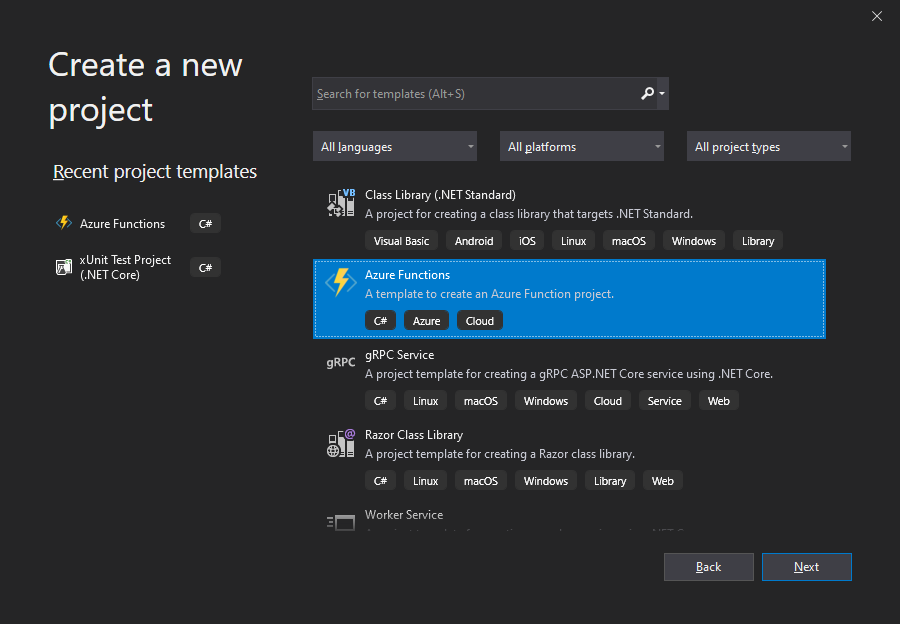 Create a new
project
Search for templates (Alt+S)
All languages
All platforms
All project types
Recent project templates
Azure Functions
C#
xUnit Test Project
(.NET Core)
C#
VB
Class Library (.NET Standard)
A project for creating a class library that targets .NET Standard.
Visual Basic Android iOS Linux macOS Windows Library
Azure Functions
A template to create an Azure Function project.
C# Azure Cloud
gRPC
gRPC Service
A project template for creating a gRPC ASP.NET Core service using .NET Core.
C# Linux macOS Windows Cloud Service Web
@
Razor Class Library
A project template for creating a Razor class library.
C# Linux macOS Windows Library Web
Worker Service
Back
Next